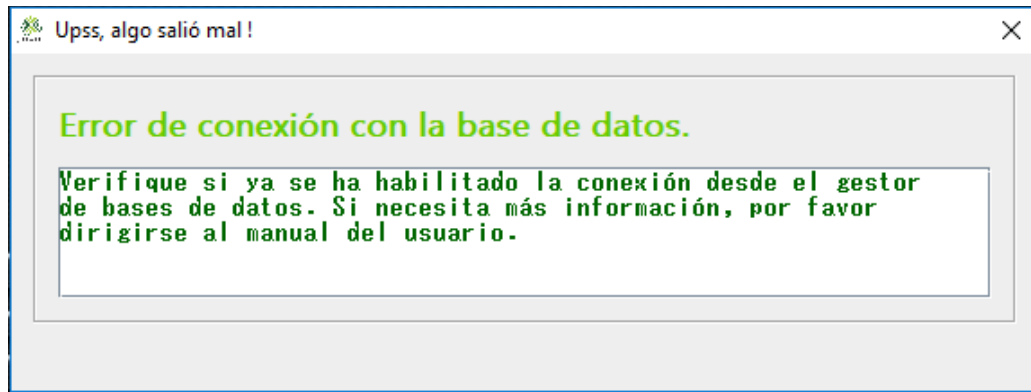 Upss, algo salió mal !
Error de conexión con la base de datos.
Verifique si ya se ha habilitado la conexión desde el gestor
de bases de datos. Si necesita más información, por favor
dirigirse al manual del usuario.